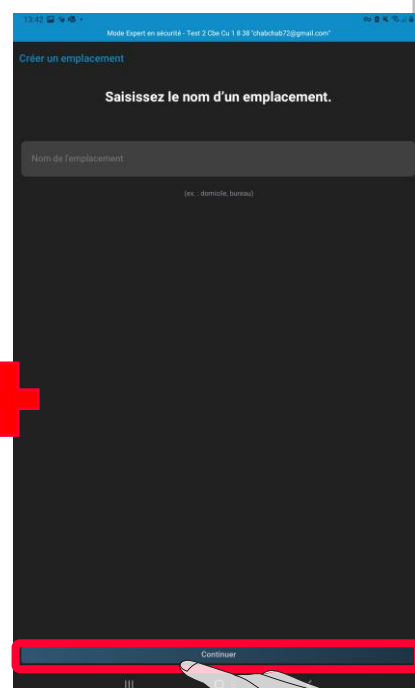 13:42
Mode Expert en sécurité - Test 2 Cbe Cu 1 8 38 "chabchub72@gmail.com"
Créer un emplacement
Saisissez le nom d'un emplacement.
Nom de l'emplacement
(ex. : domicile, bureau)
Continuer